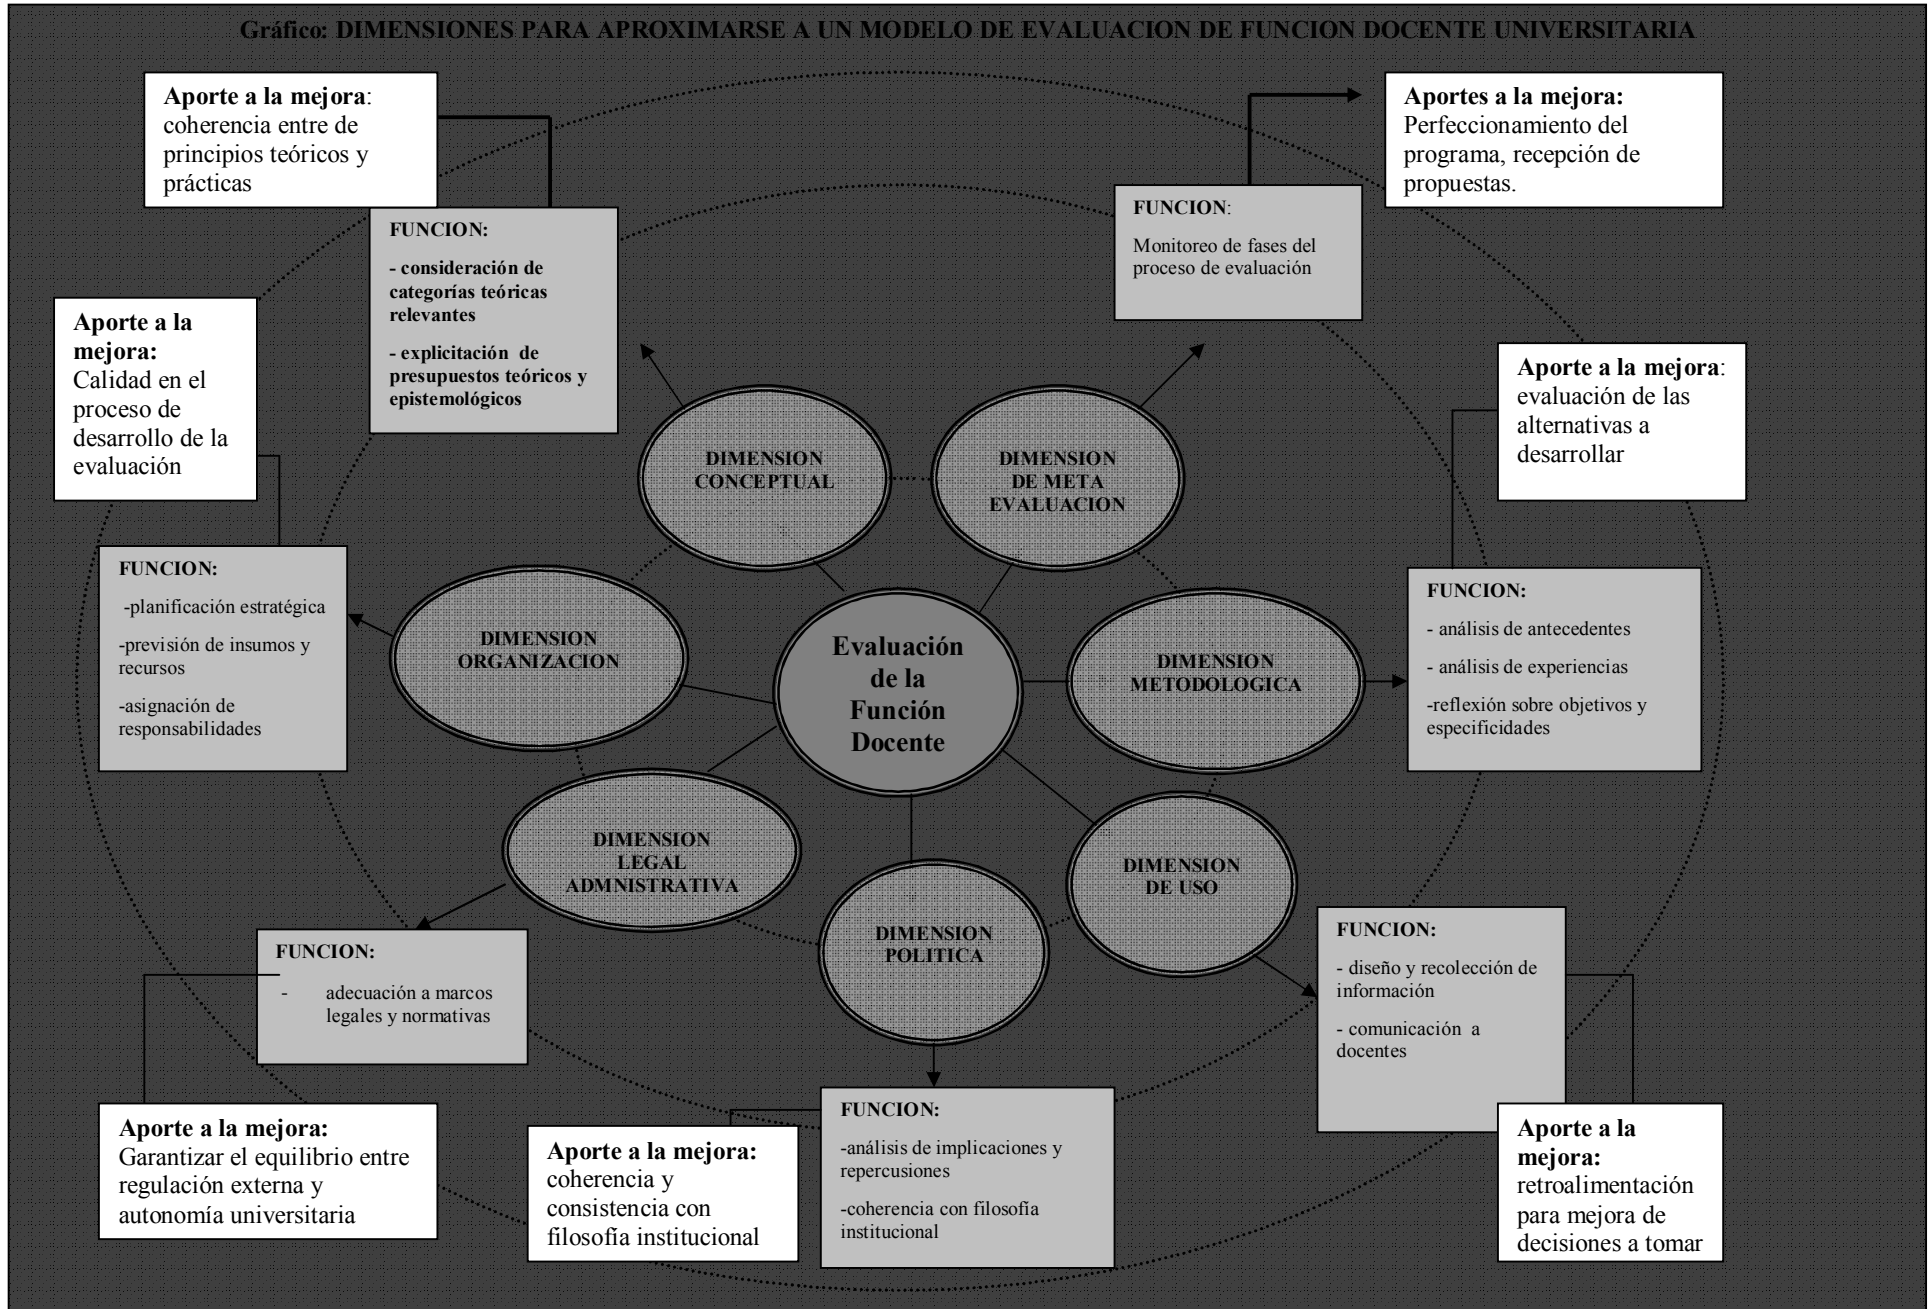 Gráfico: DIMENSIONES PARA APROXIMARSE A UN MODELO DE EVALUACION DE FUNCION DOCENTE UNIVERSITARIA
Aporte a la mejora:
coherencia entre de
principios teóricos y
prácticas
Aportes a la mejora:
Perfeccionamiento del
programa, recepción de
propuestas.
FUNCION:
- consideración de
categorías teóricas
relevantes
- explicitación de
presupuestos teóricos y
epistemológicos
FUNCION:
Monitoreo de fases del
proceso de evaluación
Aporte a la
mejora:
Calidad en el
proceso de
desarrollo de la
evaluación
Aporte a la mejora:
evaluación de las
alternativas a
desarrollar
DIMENSION
CONCEPTUAL
DIMENSION
DE META
EVALUACION
FUNCION:
-planificación estratégica
-previsión de insumos y
recursos
-asignación de
responsabilidades
DIMENSION
ORGANIZACION
Evaluación
de la
Función
Docente
DIMENSION
METODOLOGICA
FUNCION:
- análisis de antecedentes
- análisis de experiencias
-reflexión sobre objetivos y
especificidades
DIMENSION
LEGAL
ADMNISTRATIVA
DIMENSION
DE USO
DIMENSION
POLITICA
FUNCION:
- adecuación a marcos
legales y normativas
FUNCION:
- diseño y recolección de
información
- comunicación a
docentes
Aporte a la mejora:
Garantizar el equilibrio entre
regulación externa y
autonomía universitaria
Aporte a la mejora:
coherencia y
consistencia con
filosofía institucional
FUNCION:
-análisis de implicaciones y
repercusiones
-coherencia con filosofía
institucional
Aporte a la
mejora:
retroalimentación
para mejora de
decisiones a tomar